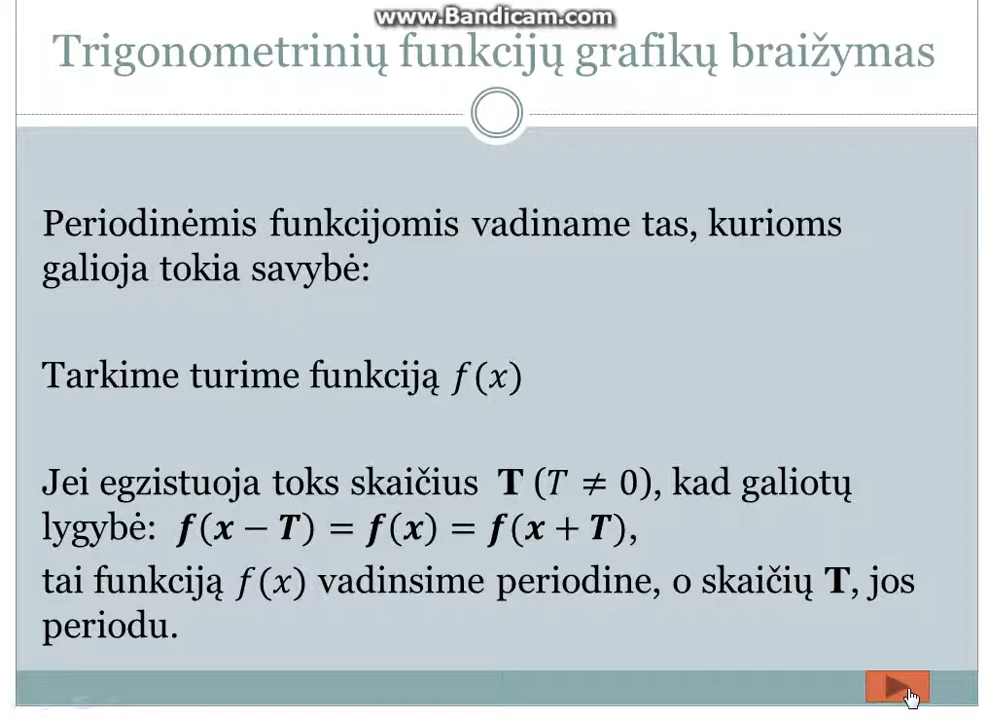 www.Bandicam.com
Trigonometrinių funkcijų grafikų braižymas
Periodinėmis funkcijomis vadiname tas, kurioms
galioja tokia savybė:
Tarkime turime funkciją f(x)
Jei egzistuoja toks skaičius T (T ≠ 0), kad galiotų
lygybė: f(x − T) = f(x) = f(x + T),
tai funkciją f(x) vadinsime periodine, o skaičių T, jos
periodu.